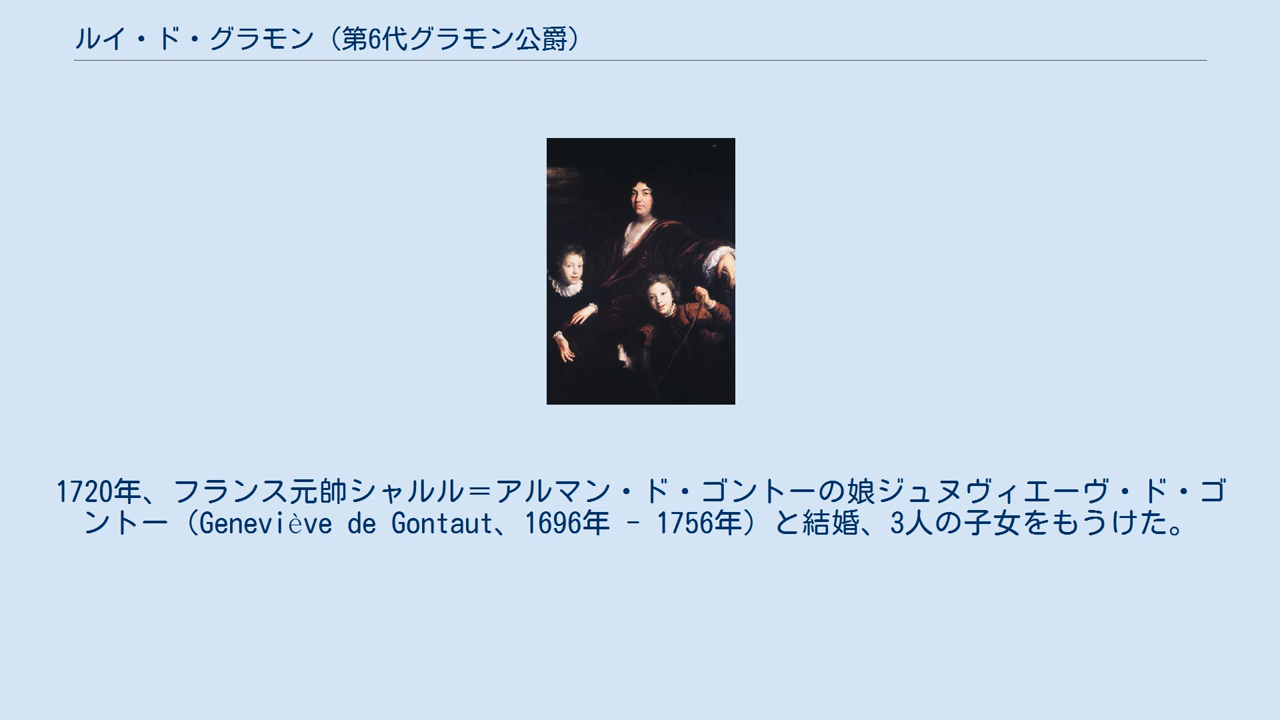 ルイ・ド・グラモン（第6代グラモン公爵）
1720年、フランス元帥シャルル＝アルマン・ド・ゴントーの娘ジュヌヴィエーヴ・ド・ゴ
ントー（Geneviève de Gontaut、1696年 – 1756年）と結婚、3人の子女をもうけた。